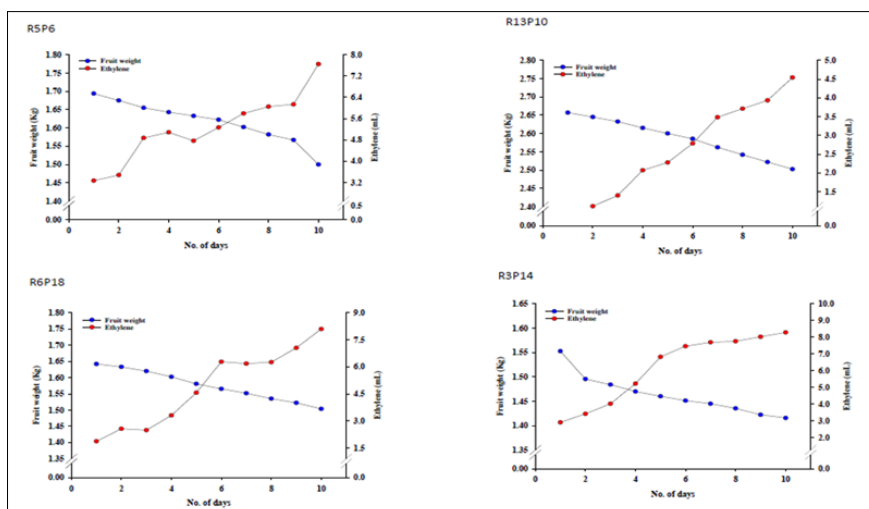 R5P6
Fruit weight
Ethylene
Fruit weight (Kg)
1.80
1.75
1.70
1.65
1.60
1.55
1.50
1.45
1.40
0.00
8.0
7.2
6.4
5.6
4.8
4.0
3.2
0.5
0.0
Ethylene (mL)
0 2 4 6 8 10
No. of days
R13P10
Fruit weight
Ethylene
Fruit weight (Kg)
2.80
2.75
2.70
2.65
2.60
2.55
2.50
2.40
0.00
5.0
4.5
4.0
3.5
3.0
2.5
2.0
1.5
0.0
Ethylene (mL)
0 2 4 6 8 10
No. of days
R6P18
Fruit weight
Ethylene
Fruit weight (Kg)
1.80
1.75
1.70
1.65
1.60
1.55
1.50
1.45
1.40
1.35
0.00
9.0
7.5
6.0
4.5
3.0
1.5
0.0
Ethylene (mL)
0 2 4 6 8 10
No. of days
R3P14
Fruit weight
Ethylene
Fruit weight (Kg)
1.65
1.60
1.55
1.50
1.45
1.40
1.35
0.00
10.0
9.0
8.0
7.0
6.0
5.0
4.0
3.0
2.0
0.0
Ethylene (mL)
0 2 4 6 8 10
No. of days